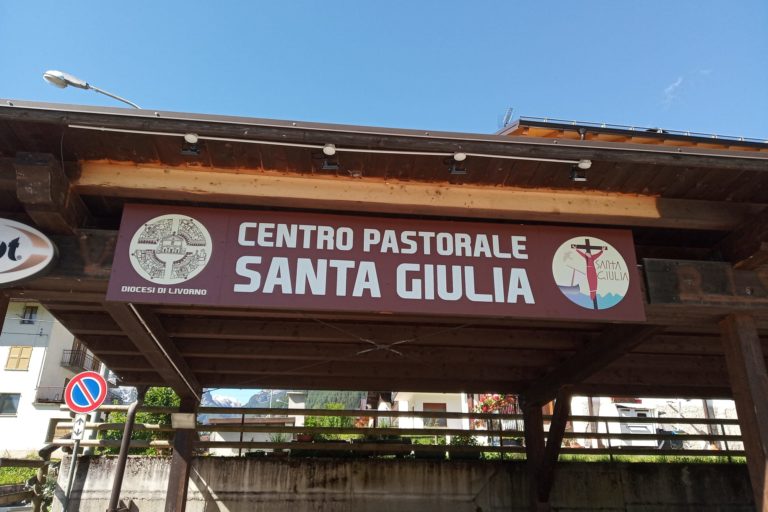 CENTRO PASTORALE
SANTA GIULIA
DIOCESI DI LIVORNO
SANTA
GIULIA